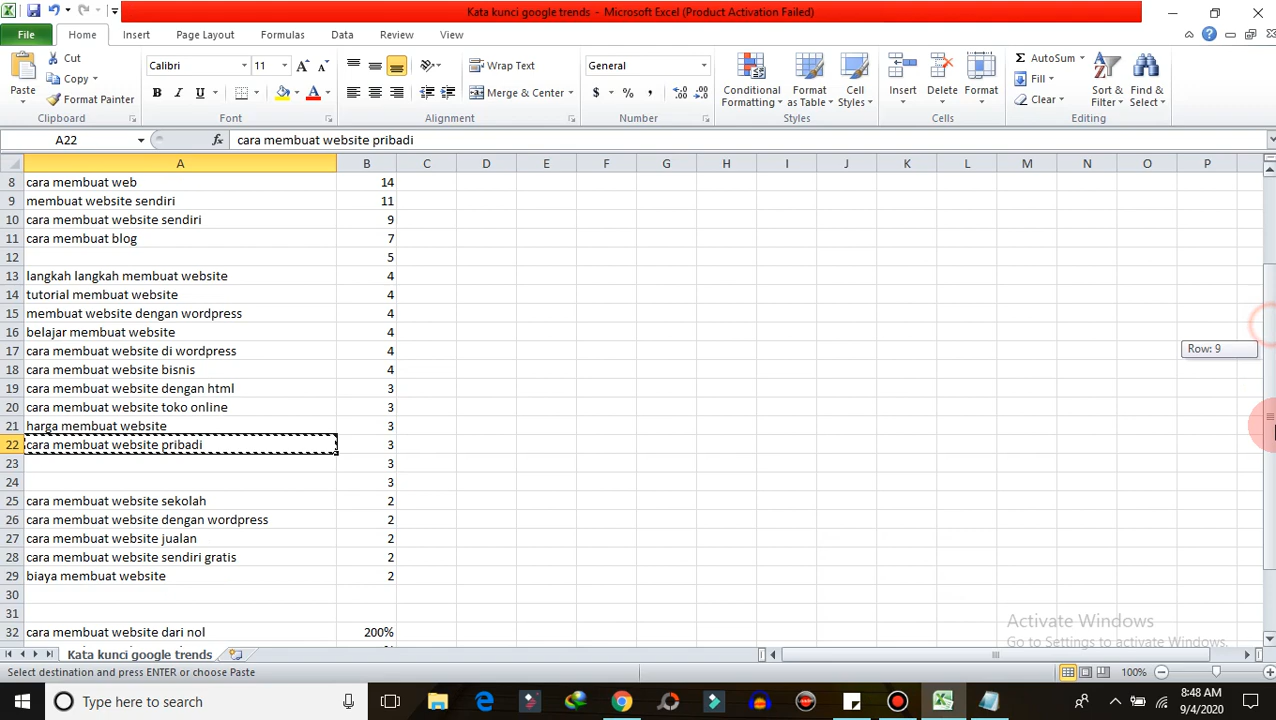 Kata kunci google trends - Microsoft Excel (Product Activation Failed)
File Home Insert Page Layout Formulas Data Review View
Paste Cut Copy Format Painter Clipboard
Calibri 11 B I U A A A Font
Wrap Text Merge & Center Alignment
General $ % , Number
Conditional Formatting Format as Table Cell Styles Styles
Insert Delete Format Cells
Σ AutoSum Fill Clear Sort & Filter Find & Select Editing
A22 fx cara membuat website pribadi
A B C D E F G H I J K L M N O P
8 cara membuat web 14
9 membuat website sendiri 11
10 cara membuat website sendiri 9
11 cara membuat blog 7
12 5
13 langkah langkah membuat website 4
14 tutorial membuat website 4
15 membuat website dengan wordpress 4
16 belajar membuat website 4
17 cara membuat website di wordpress 4
Row: 9
18 cara membuat website bisnis 4
19 cara membuat website dengan html 3
20 cara membuat website toko online 3
21 harga membuat website 3
22 cara membuat website pribadi 3
23 3
24 3
25 cara membuat website sekolah 2
26 cara membuat website dengan wordpress 2
27 cara membuat website jualan 2
28 cara membuat website sendiri gratis 2
29 biaya membuat website 2
30
31
32 cara membuat website dari nol 200%
Activate Windows
Go to Settings to activate Windows.
Kata kunci google trends
Select destination and press ENTER or choose Paste 100%
Type here to search
8:48 AM
9/4/2020